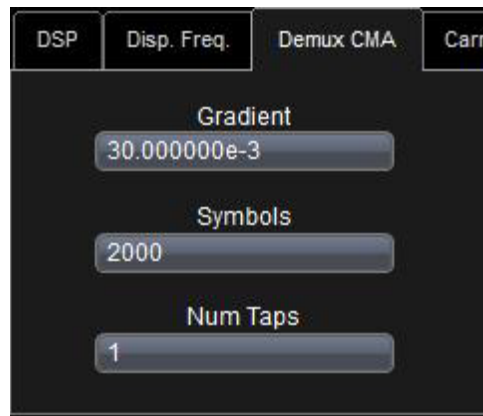 DSP Disp. Freq. Demux CMA
Gradient
30.000000e-3
Symbols
2000
Num Taps
1